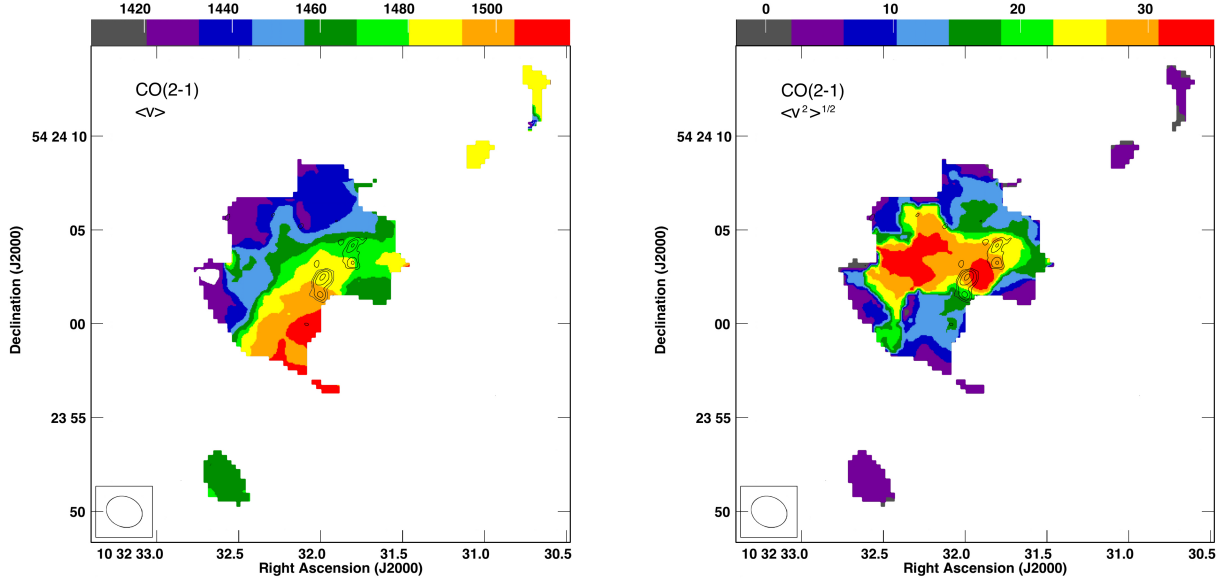 1420 1440 1460 1480 1500
CO(2-1)
<v>
54 24 10
05
00
23 55
50
Declination (J2000)
10 32 33.0 32.5 32.0 31.5 31.0 30.5
Right Ascension (J2000)
0 10 20 30
CO(2-1)
<v²>¹/²
54 24 10
05
00
23 55
50
Declination (J2000)
10 32 33.0 32.5 32.0 31.5 31.0 30.5
Right Ascension (J2000)